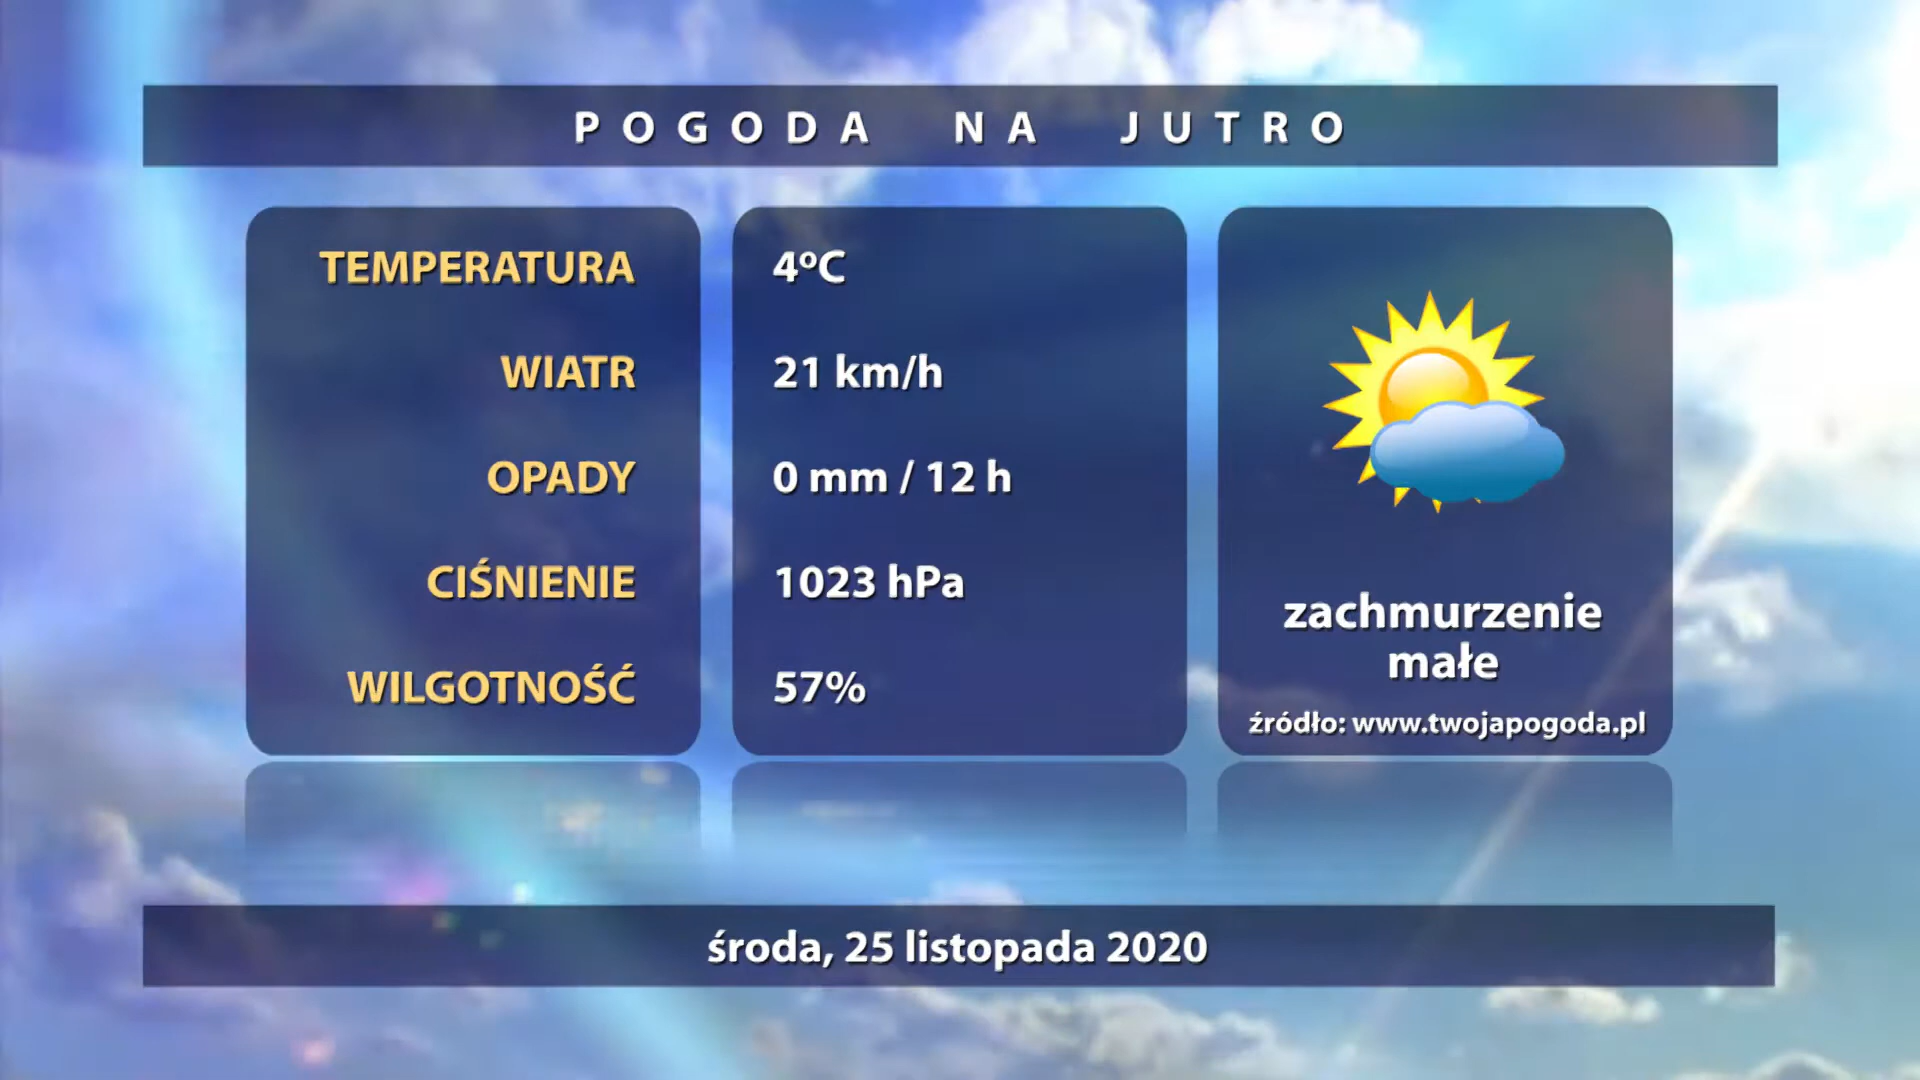 POGODA NA JUTRO
TEMPERATURA 4ºC
WIATR 21 km/h
OPADY 0 mm / 12 h
CIŚNIENIE 1023 hPa
WILGOTNOŚĆ 57%
zachmurzenie
małe
źródło: www.twojapogoda.pl
środa, 25 listopada 2020